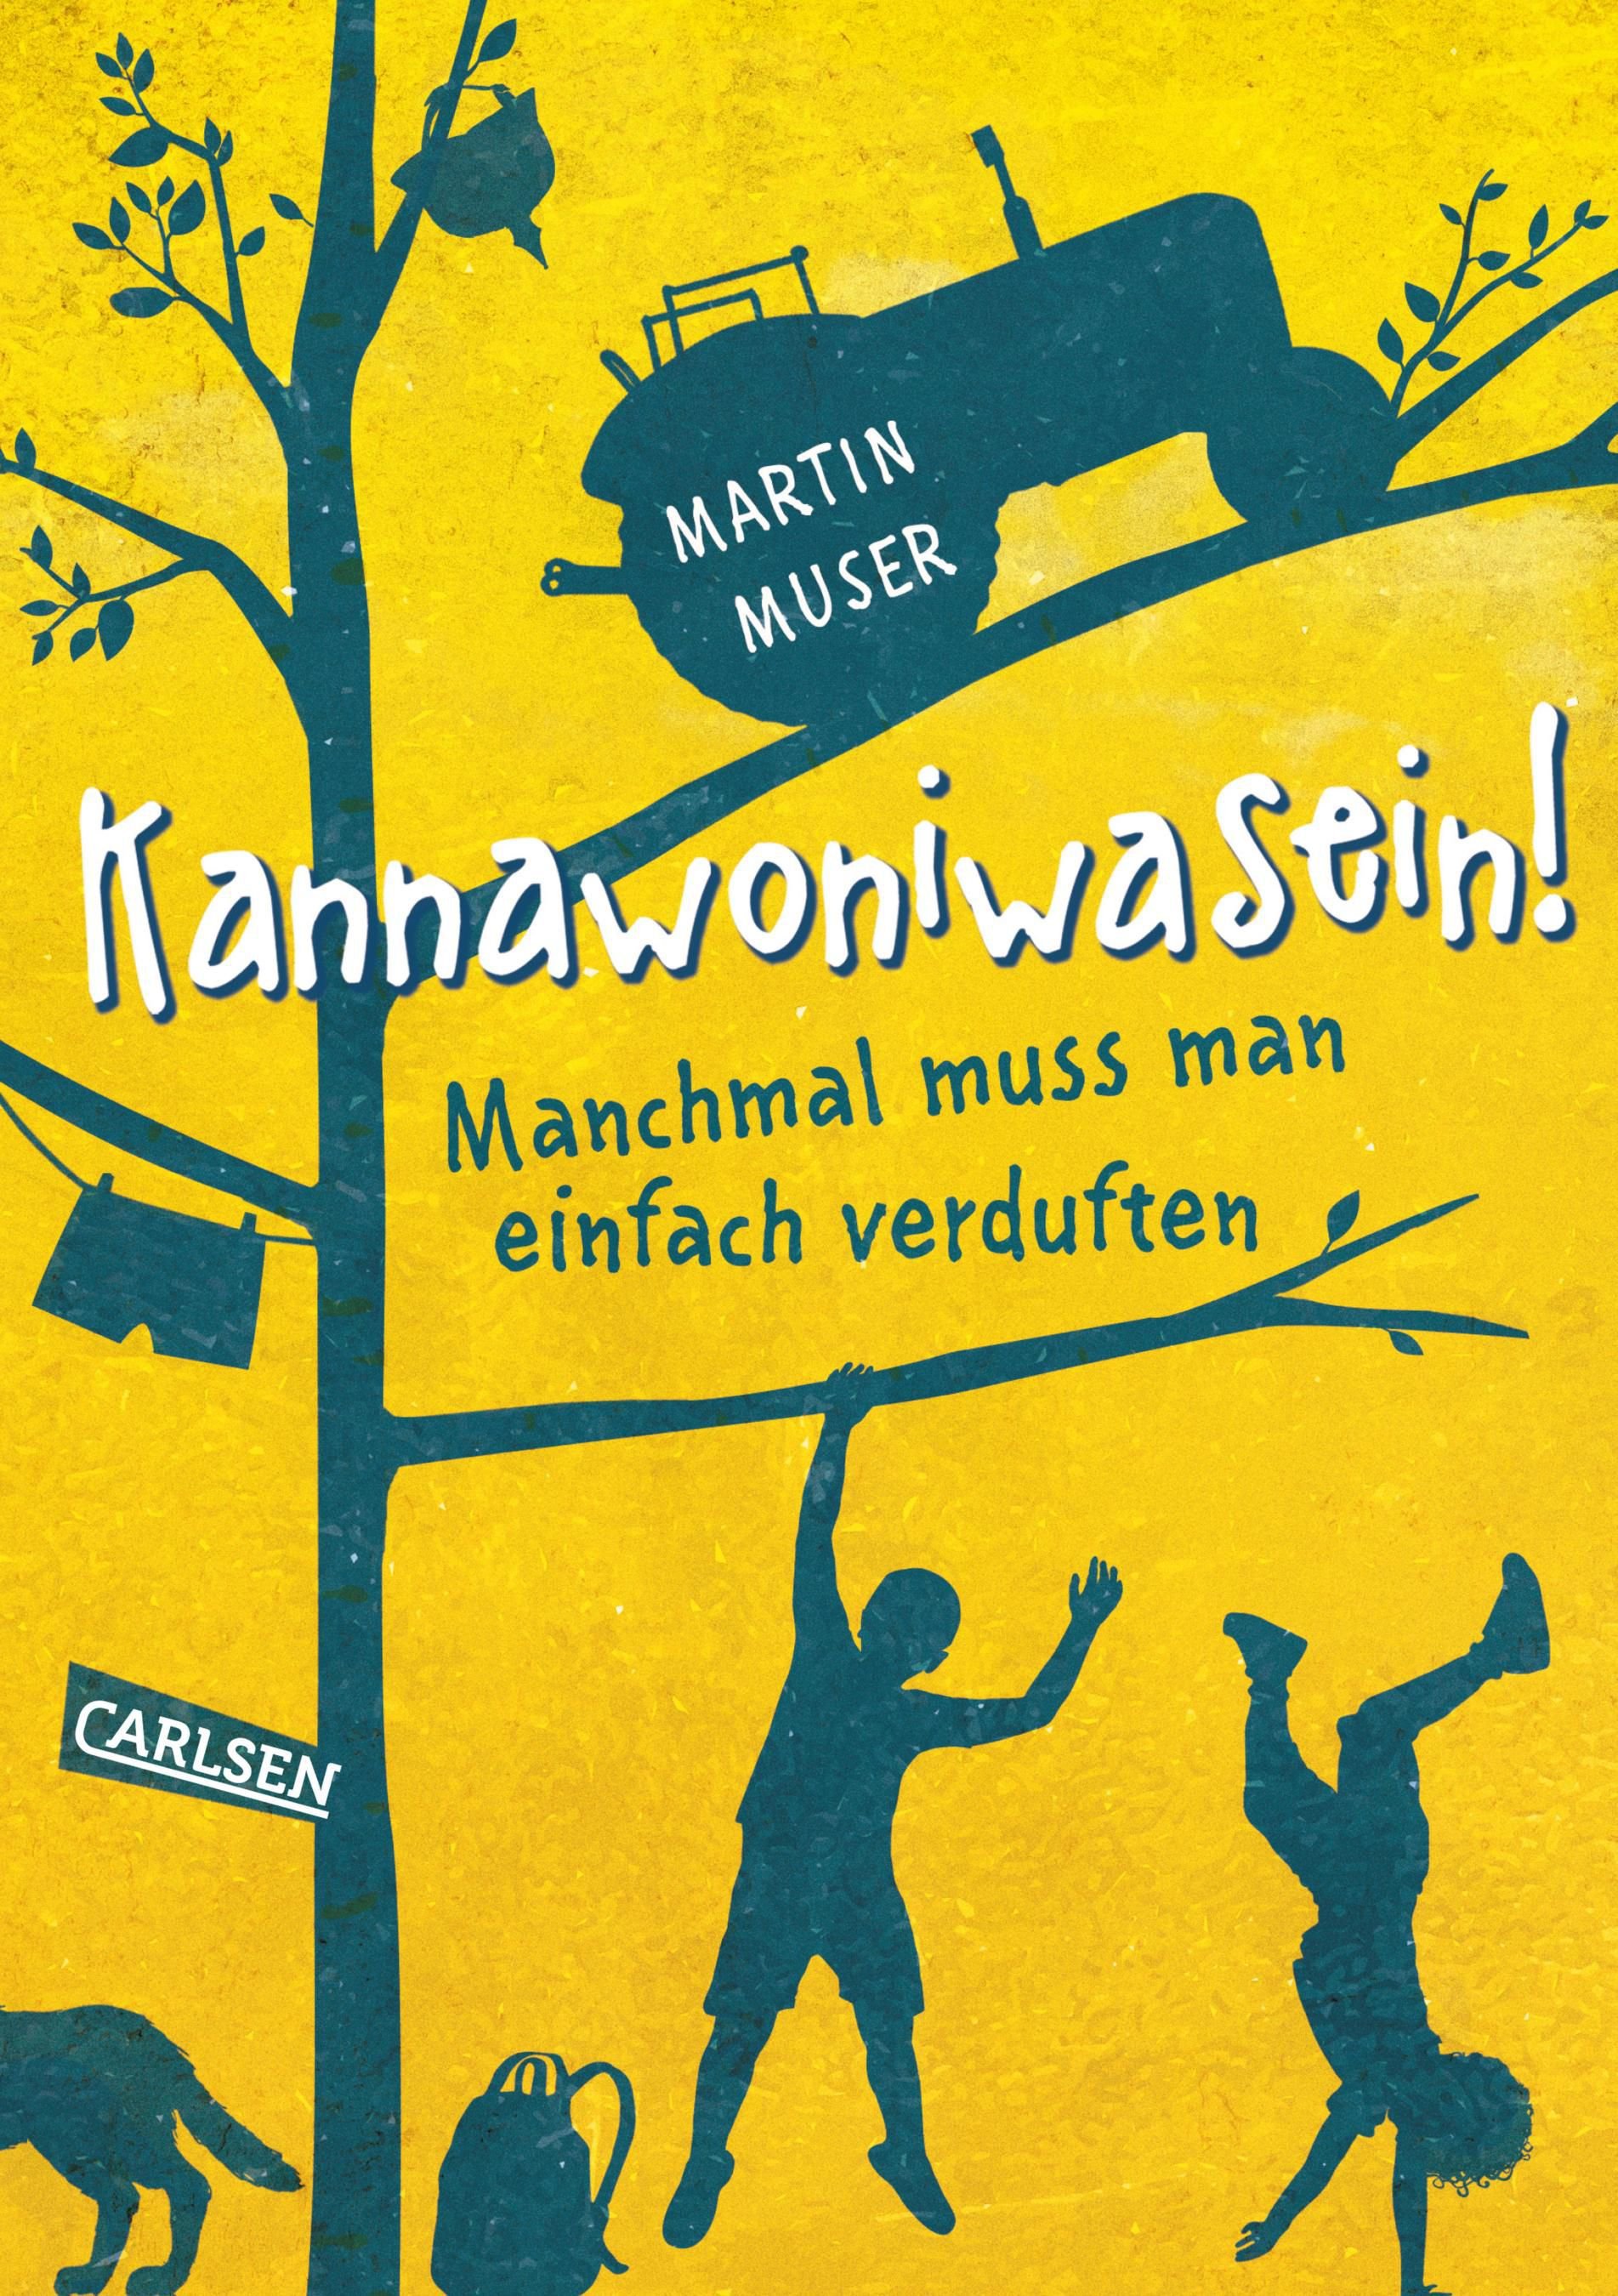 MARTIN
MUSER
Kannawoniwasein!
Manchmal muss man
einfach verduften
CARLSEN